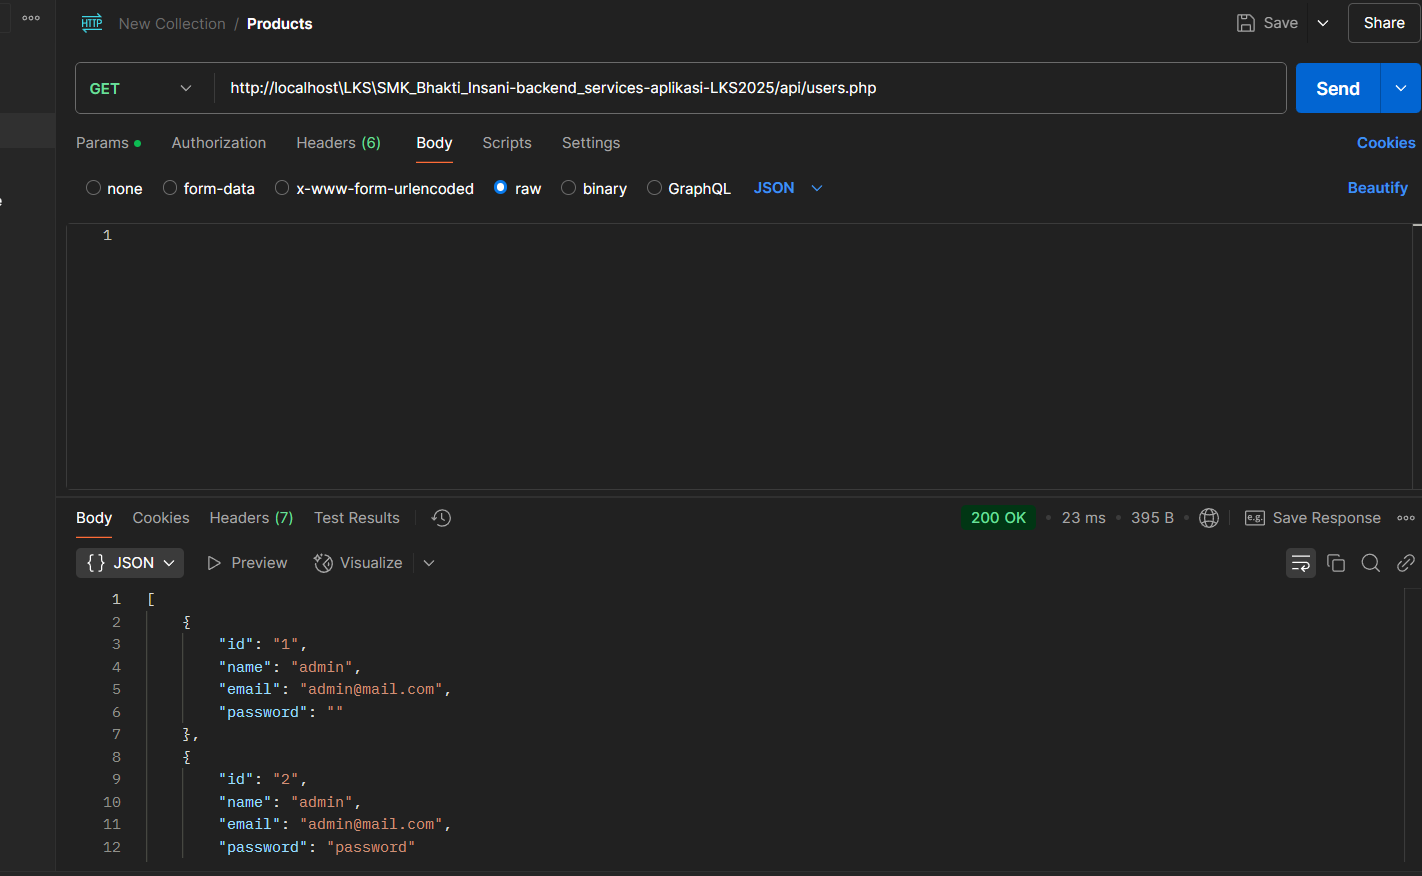 New Collection / Products
Save
Share
GET
http://localhost\LKS\SMK_Bhakti_Insani-backend_services-aplikasi-LKS2025/api/users.php
Send
Params
Authorization
Headers (6)
Body
Scripts
Settings
Cookies
none
form-data
x-www-form-urlencoded
raw
binary
GraphQL
JSON
Beautify
1
Body
Cookies
Headers (7)
Test Results
200 OK
23 ms
395 B
e.g.
Save Response
{} JSON
Preview
Visualize
1 [
2 {
3 "id": "1",
4 "name": "admin",
5 "email": "admin@mail.com",
6 "password": ""
7 },
8 {
9 "id": "2",
10 "name": "admin",
11 "email": "admin@mail.com",
12 "password": "password"